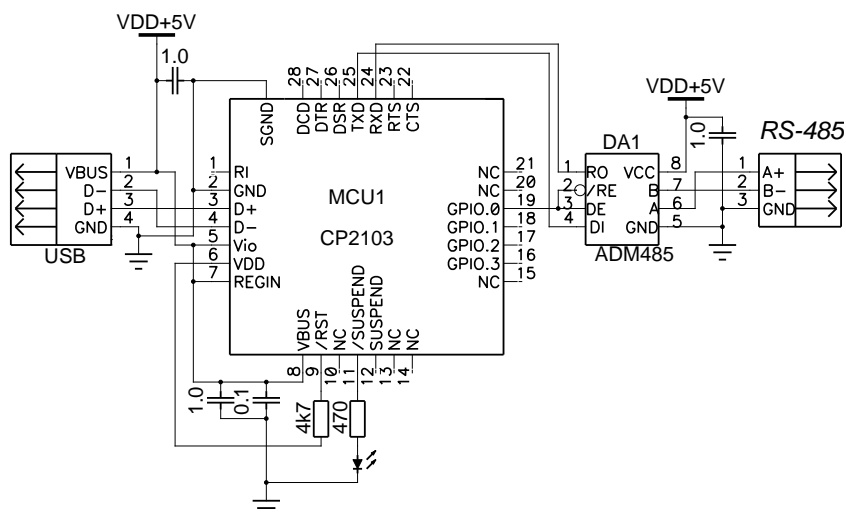 VDD+5V
1.0
28 27 26 25 24 23 22
SGND DCD DTR DSR TXD RXD RTS CTS
VDD+5V
1.0
RS-485
DA1
USB
VBUS 1
D- 2
D+ 3
GND 4
1 RI
2 GND
3 D+
4 D-
5 Vio
6 VDD
7 REGIN
MCU1
CP2103
NC 21
NC 20
GPIO.0 19
GPIO.1 18
GPIO.2 17
GPIO.3 16
NC 15
1 RO VCC 8
2 /RE B 7
3 DE A 6
4 DI GND 5
ADM485
1 A+
2 B-
3 GND
VBUS /RST NC /SUSPEND SUSPEND NC NC
8 9 10 11 12 13 14
1.0
0.1
4k7
470